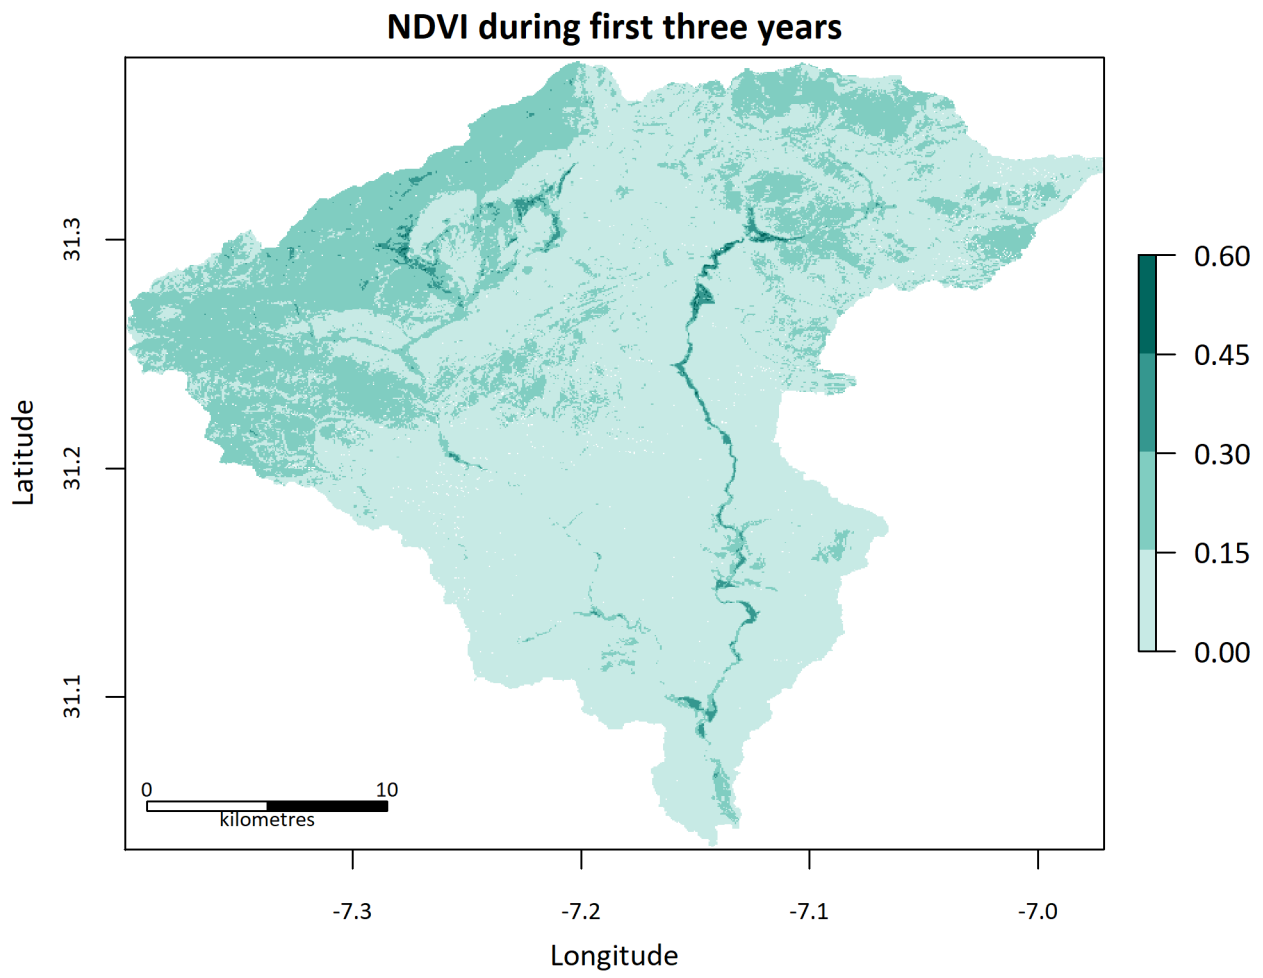 NDVI during first three years
Latitude
31.3
31.2
31.1
0.60
0.45
0.30
0.15
0.00
0 10
kilometres
-7.3 -7.2 -7.1 -7.0
Longitude